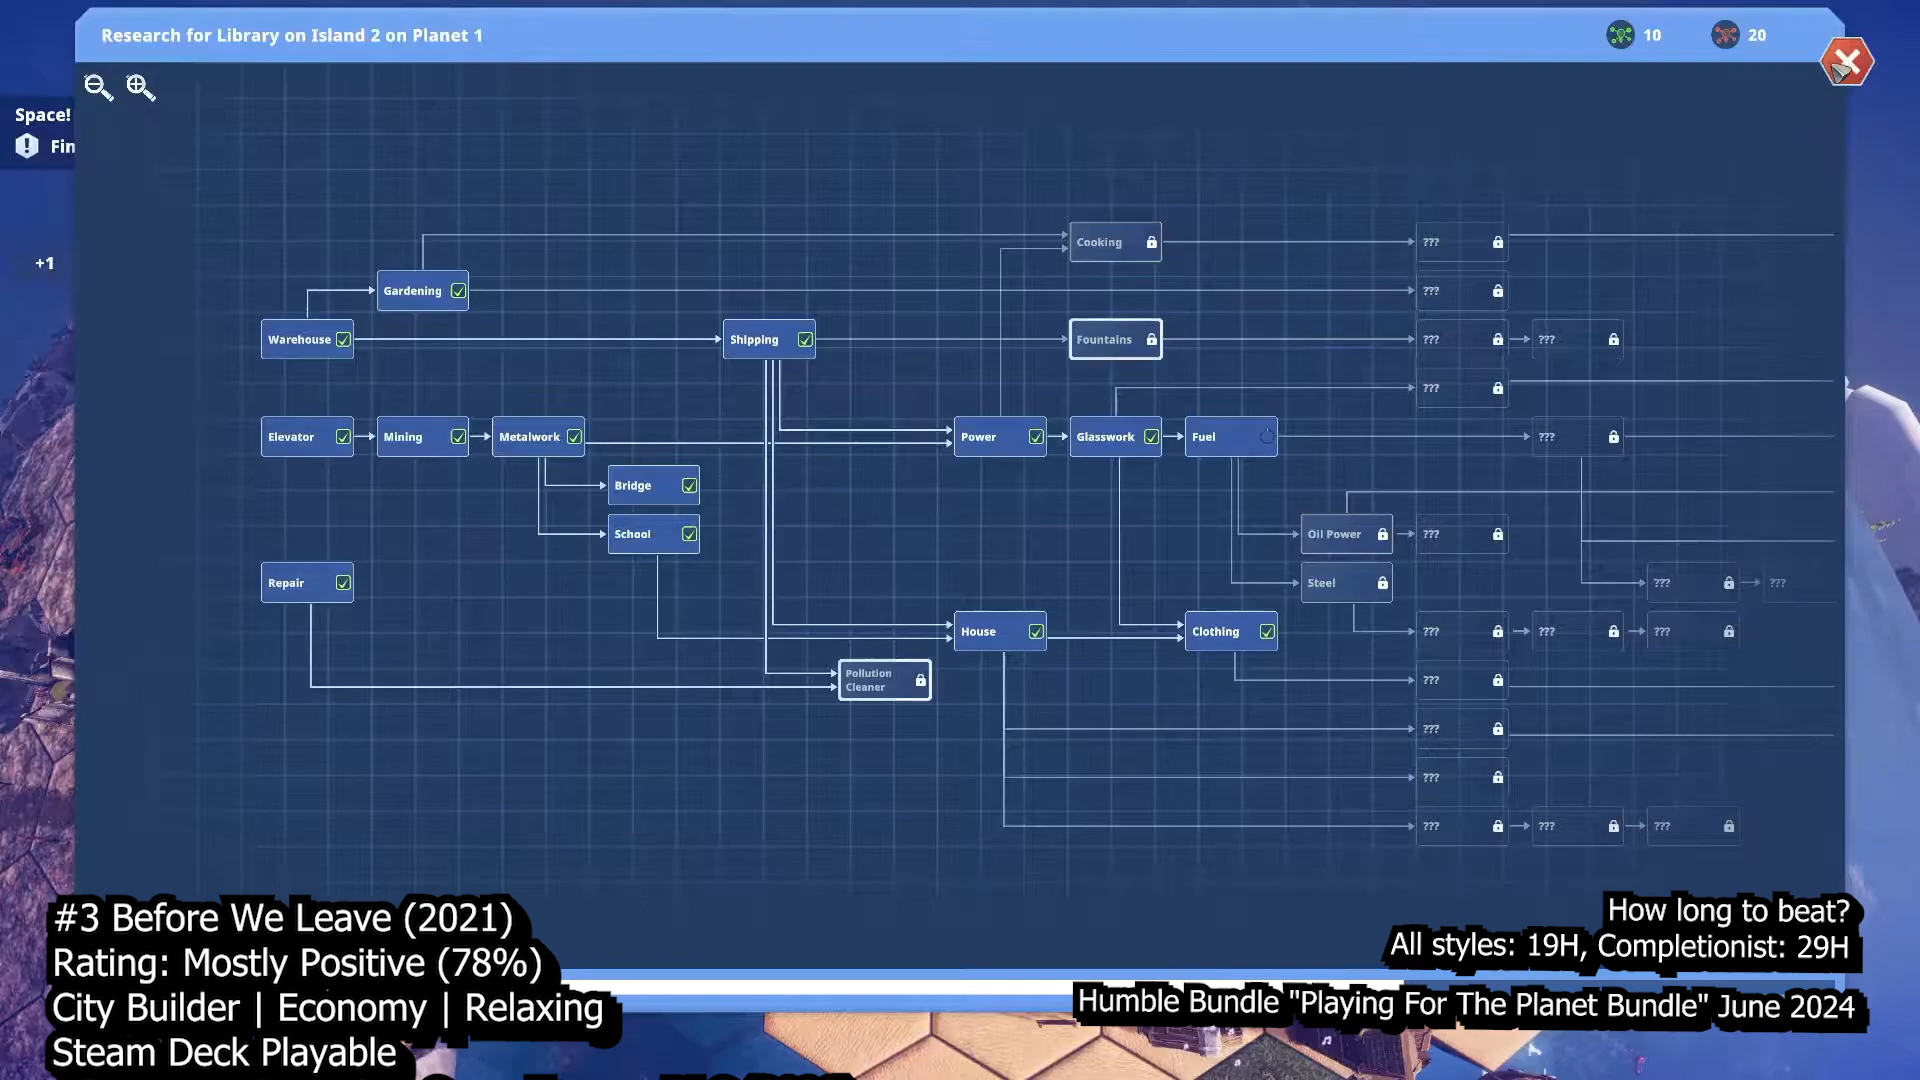 Research for Library on Island 2 on Planet 1
10
20
Space!
Fin
+1
Cooking
???
Gardening
???
Warehouse
Shipping
Fountains
???
???
???
Elevator
Mining
Metalwork
Power
Glasswork
Fuel
???
Bridge
School
Oil Power
???
Repair
Steel
???
???
House
Clothing
???
???
???
Pollution
Cleaner
???
???
???
???
???
???
#3 Before We Leave (2021)
Rating: Mostly Positive (78%)
City Builder | Economy | Relaxing
Steam Deck Playable
How long to beat?
All styles: 19H, Completionist: 29H
Humble Bundle "Playing For The Planet Bundle" June 2024